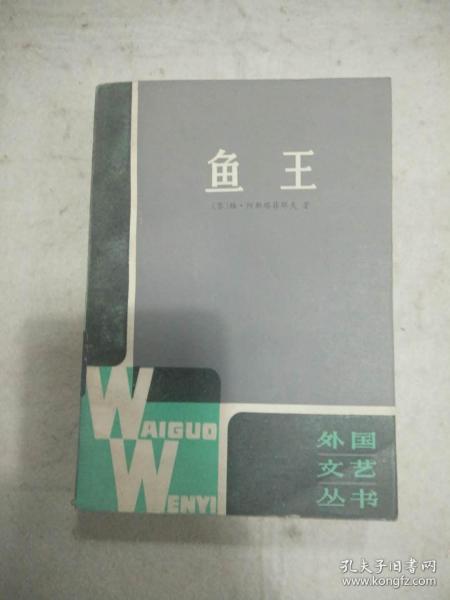 鱼 王
〔苏〕维·阿斯塔菲耶夫 著
WAIGUO
WENYI
外国
文艺
丛书
孔夫子旧书网
www.kongfz.com